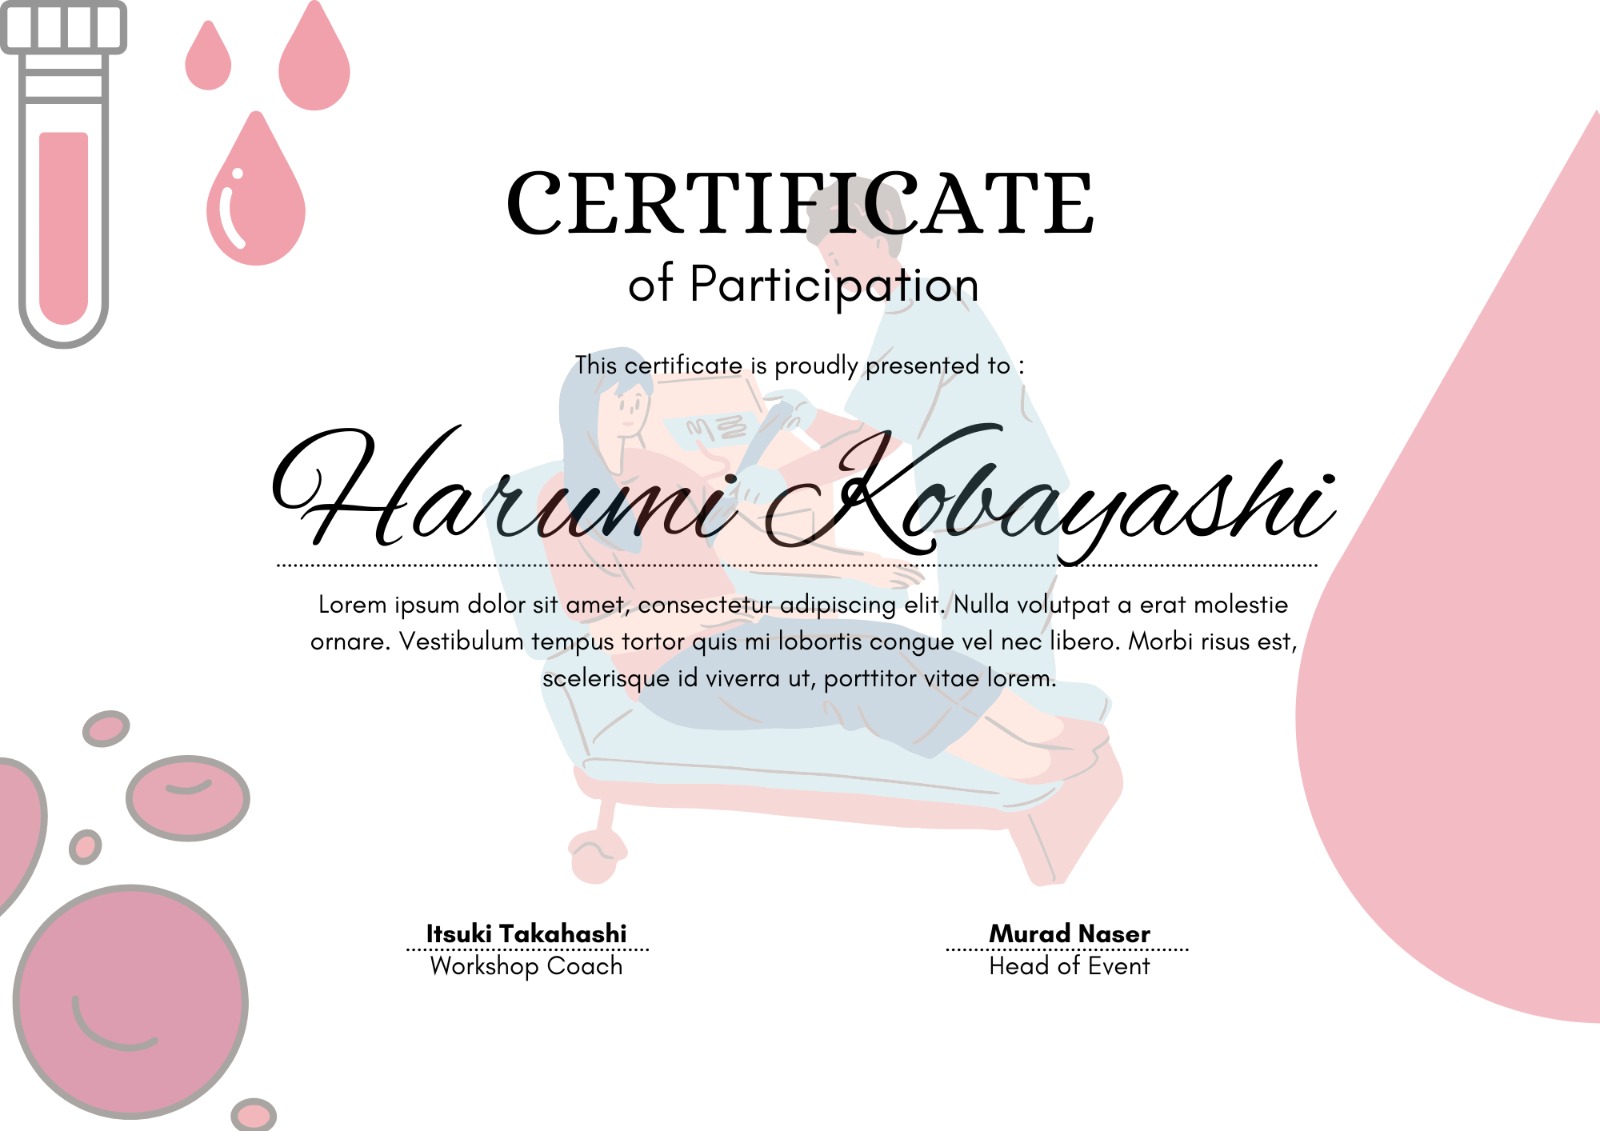 CERTIFICATE
of Participation
This certificate is proudly presented to :
Harumi Kobayashi
Lorem ipsum dolor sit amet, consectetur adipiscing elit. Nulla volutpat a erat molestie
ornare. Vestibulum tempus tortor quis mi lobortis congue vel nec libero. Morbi risus est,
scelerisque id viverra ut, porttitor vitae lorem.
Itsuki Takahashi
Workshop Coach
Murad Naser
Head of Event